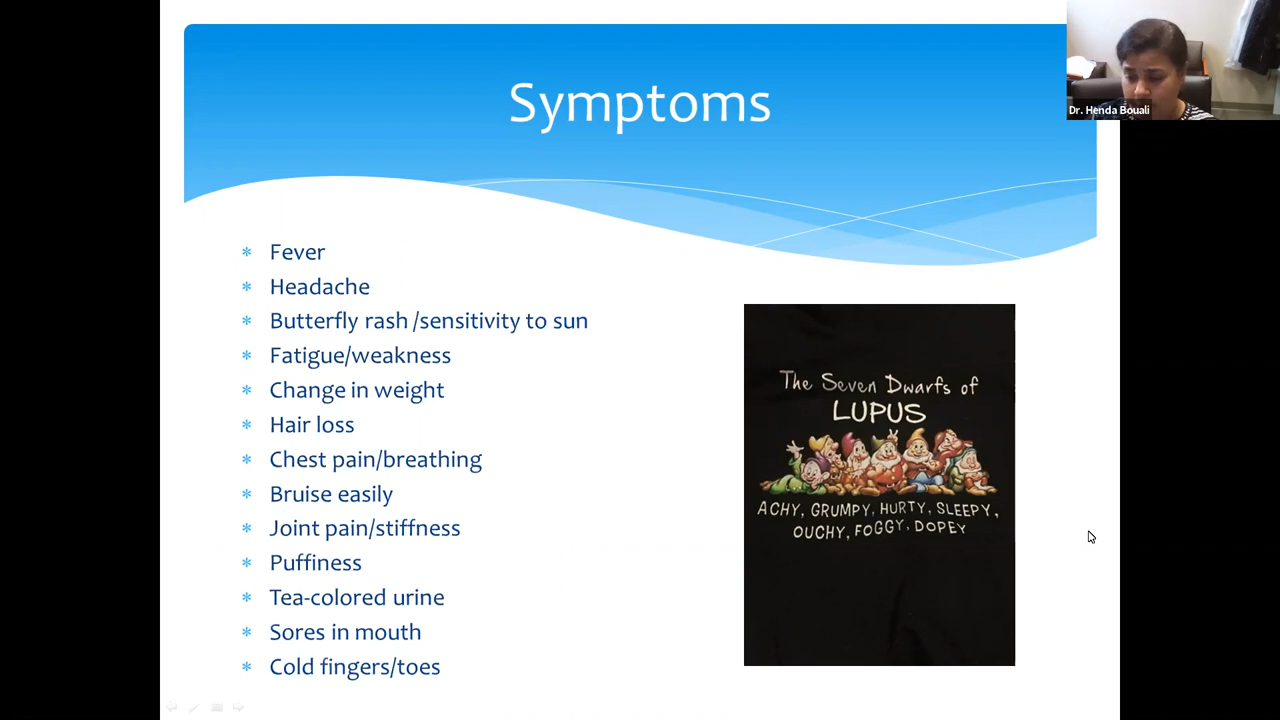 Symptoms
Dr. Henda Bouali
Fever
Headache
Butterfly rash /sensitivity to sun
Fatigue/weakness
Change in weight
Hair loss
Chest pain/breathing
Bruise easily
Joint pain/stiffness
Puffiness
Tea-colored urine
Sores in mouth
Cold fingers/toes
The Seven Dwarfs of
LUPUS
ACHY, GRUMPY, HURTY, SLEEPY,
OUCHY, FOGGY, DOPEY